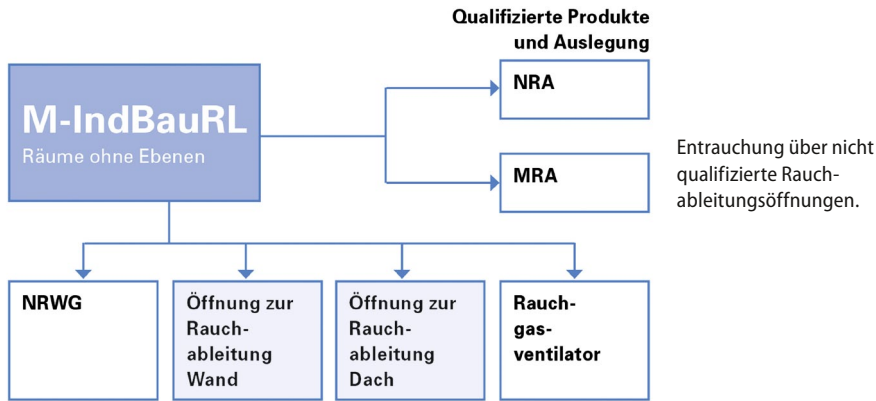 Qualifizierte Produkte
und Auslegung
M-IndBauRL
Räume ohne Ebenen
NRA
MRA
Entrauchung über nicht
qualifizierte Rauch-
ableitungsöffnungen.
NRWG
Öffnung zur
Rauch-
ableitung
Wand
Öffnung zur
Rauch-
ableitung
Dach
Rauch-
gas-
ventilator